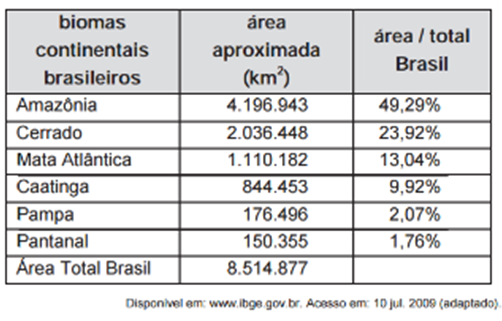 biomas continentais brasileiros área aproximada (km²) área / total Brasil
Amazônia 4.196.943 49,29%
Cerrado 2.036.448 23,92%
Mata Atlântica 1.110.182 13,04%
Caatinga 844.453 9,92%
Pampa 176.496 2,07%
Pantanal 150.355 1,76%
Área Total Brasil 8.514.877
Disponível em: www.ibge.gov.br. Acesso em: 10 jul. 2009 (adaptado).